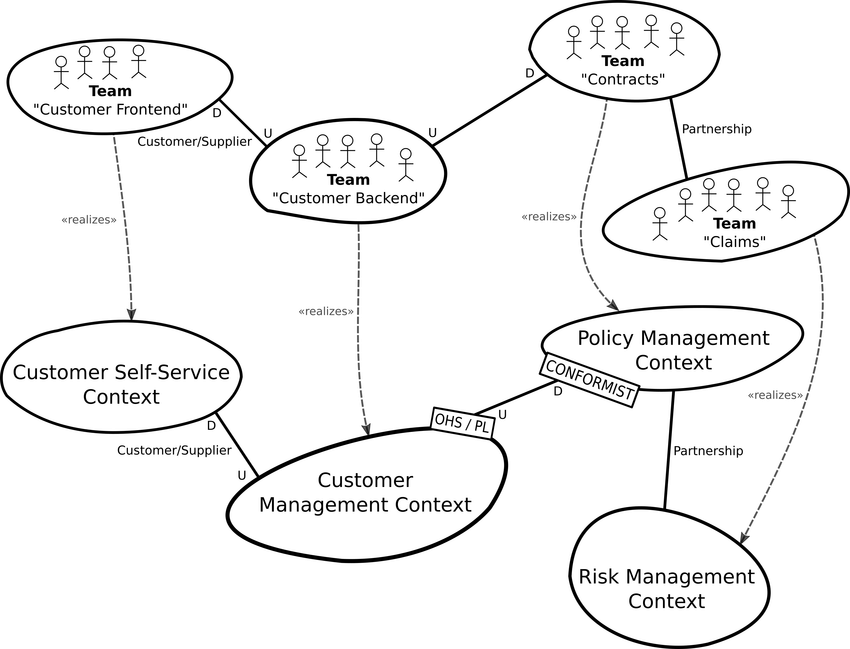 Team
"Customer Frontend"
D
Customer/Supplier
U
Team
"Customer Backend"
U
D
Team
"Contracts"
Partnership
Team
"Claims"
«realizes»
«realizes»
«realizes»
«realizes»
Customer Self-Service
Context
D
Customer/Supplier
U
Customer
Management Context
OHS / PL
U
D
CONFORMIST
Policy Management
Context
Partnership
Risk Management
Context